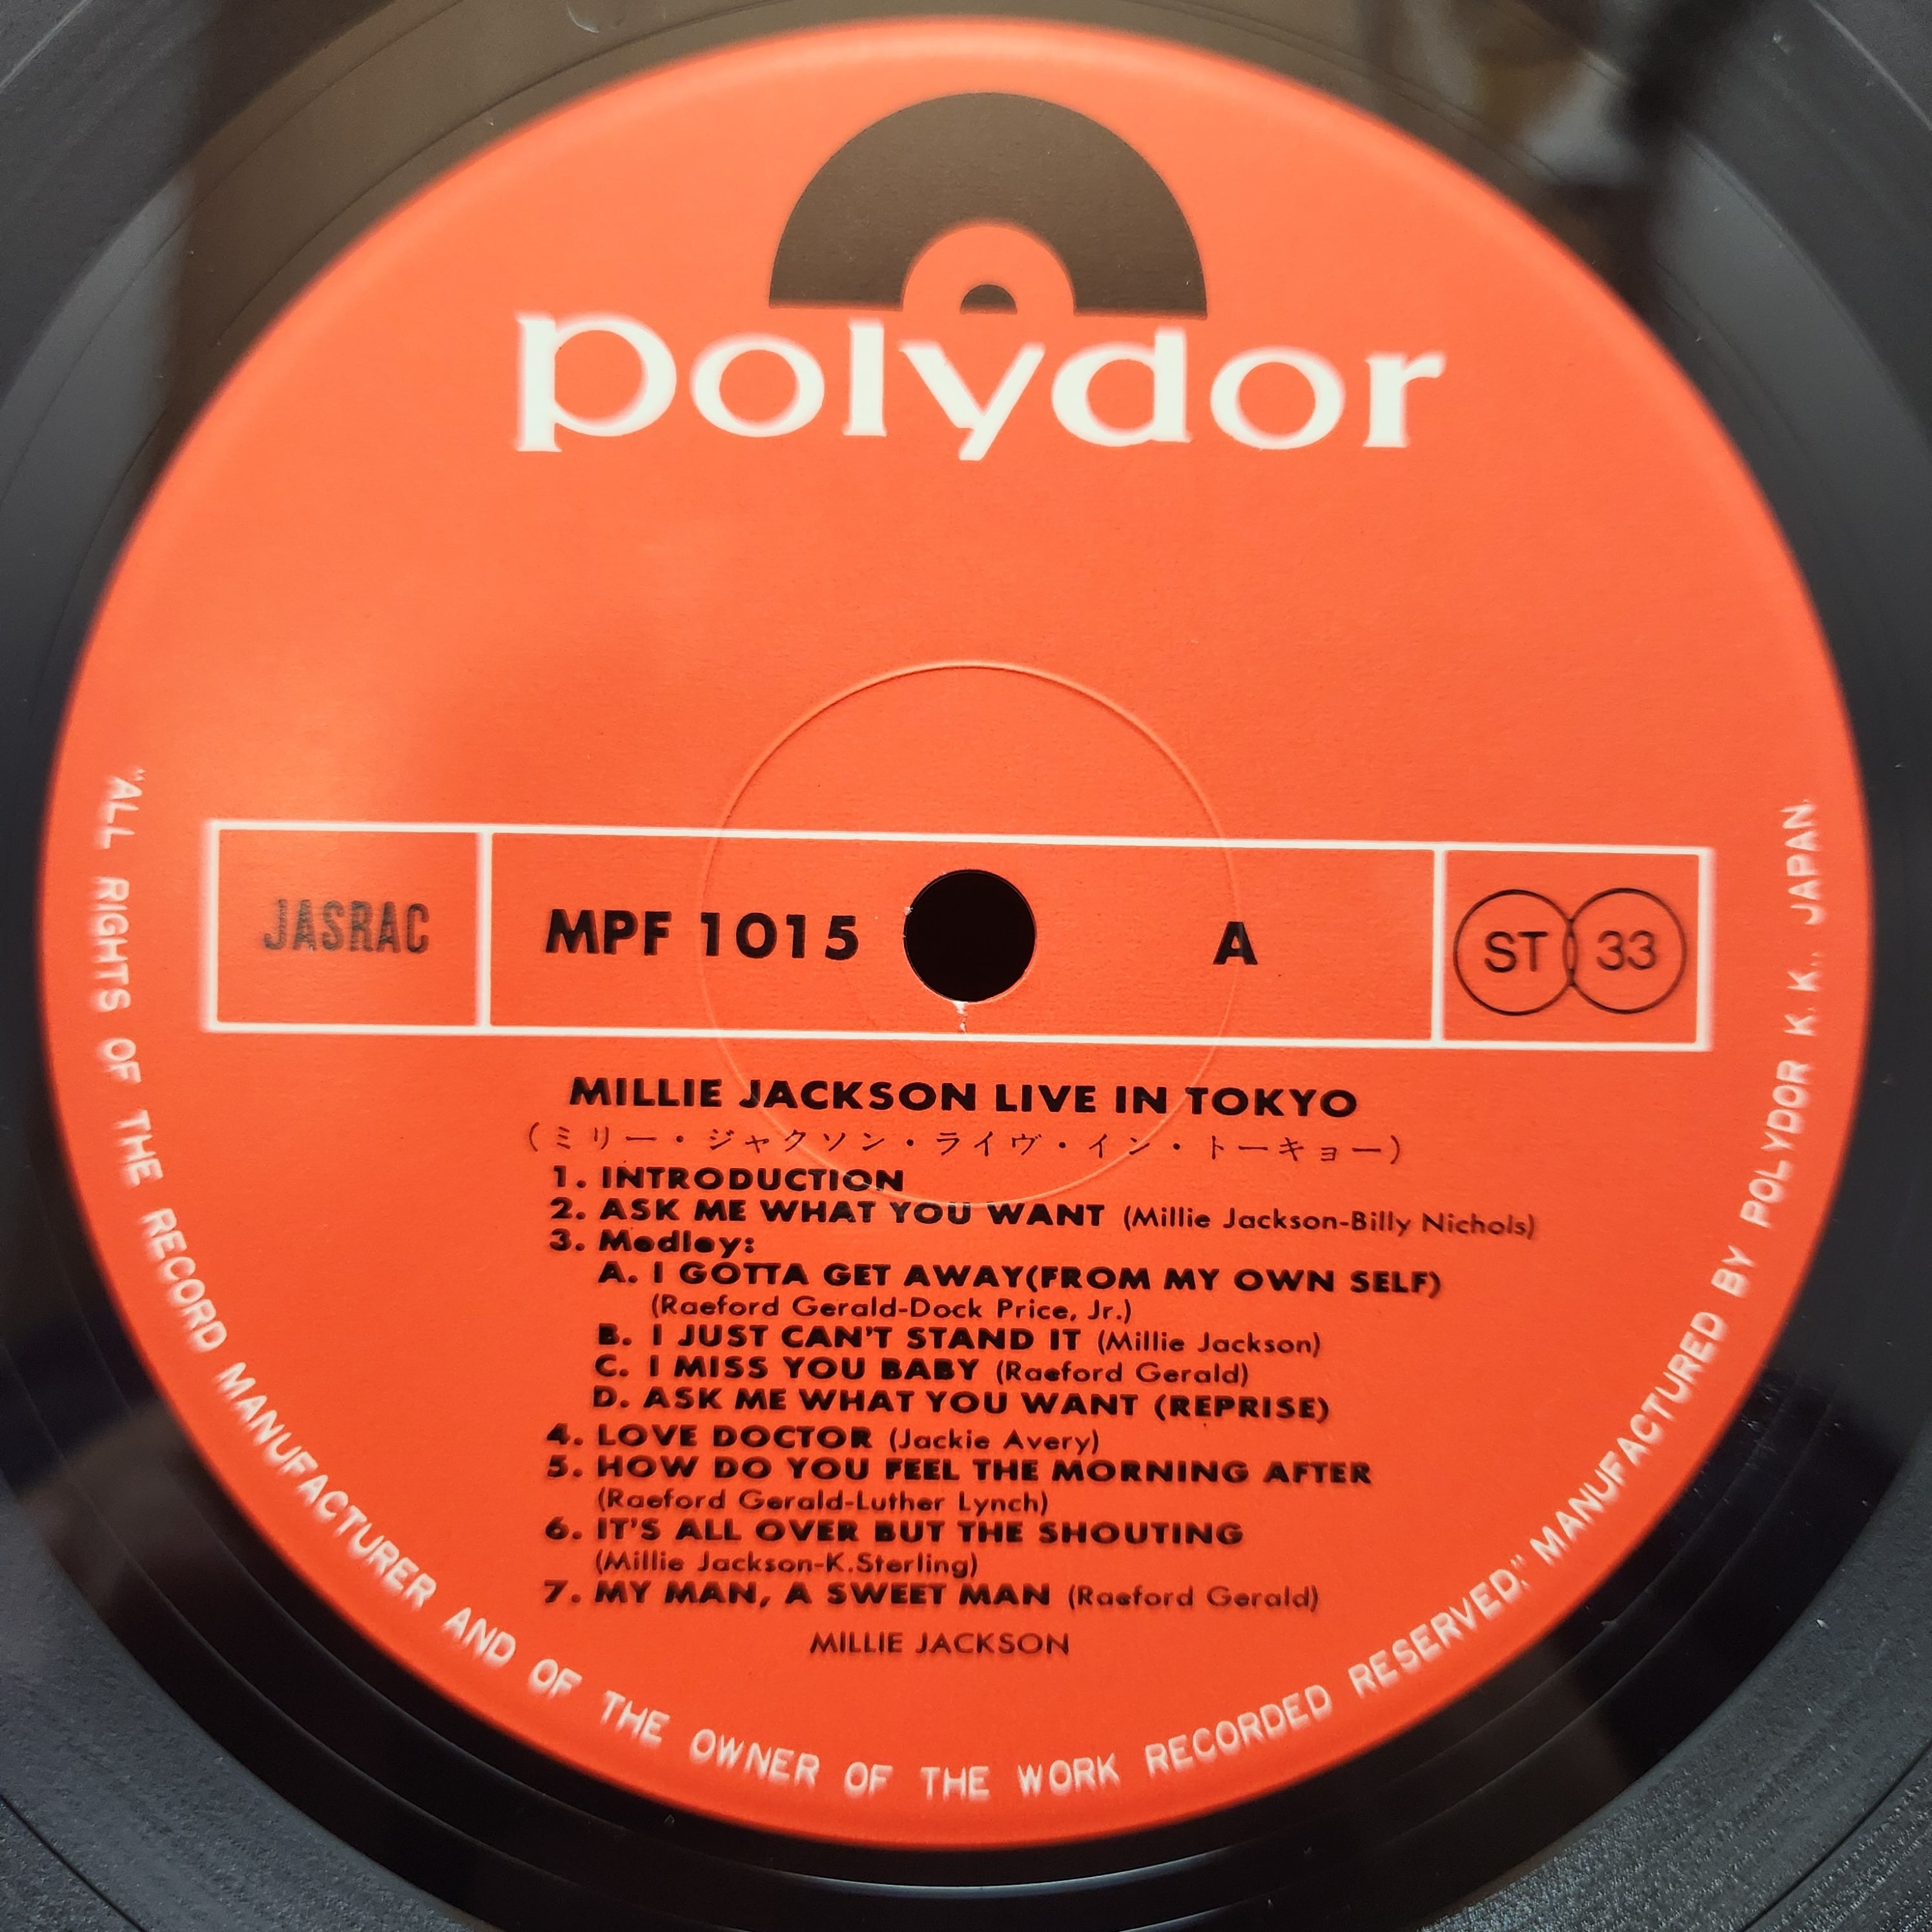 polydor
JASRAC
MPF 1015
A
ST 33
MILLIE JACKSON LIVE IN TOKYO
(ミリー・ジャクソン・ライヴ・イン・トーキョー)
1. INTRODUCTION
2. ASK ME WHAT YOU WANT (Millie Jackson-Billy Nichols)
3. Medley:
A. I GOTTA GET AWAY(FROM MY OWN SELF)
(Raeford Gerald-Dock Price, Jr.)
B. I JUST CAN'T STAND IT (Millie Jackson)
C. I MISS YOU BABY (Raeford Gerald)
D. ASK ME WHAT YOU WANT (REPRISE)
4. LOVE DOCTOR (Jackie Avery)
5. HOW DO YOU FEEL THE MORNING AFTER
(Raeford Gerald-Luther Lynch)
6. IT'S ALL OVER BUT THE SHOUTING
(Millie Jackson-K.Sterling)
7. MY MAN, A SWEET MAN (Raeford Gerald)
MILLIE JACKSON
"ALL RIGHTS OF THE RECORD MANUFACTURER AND OF THE OWNER OF THE WORK RECORDED RESERVED," MANUFACTURED BY POLYDOR K.K., JAPAN.